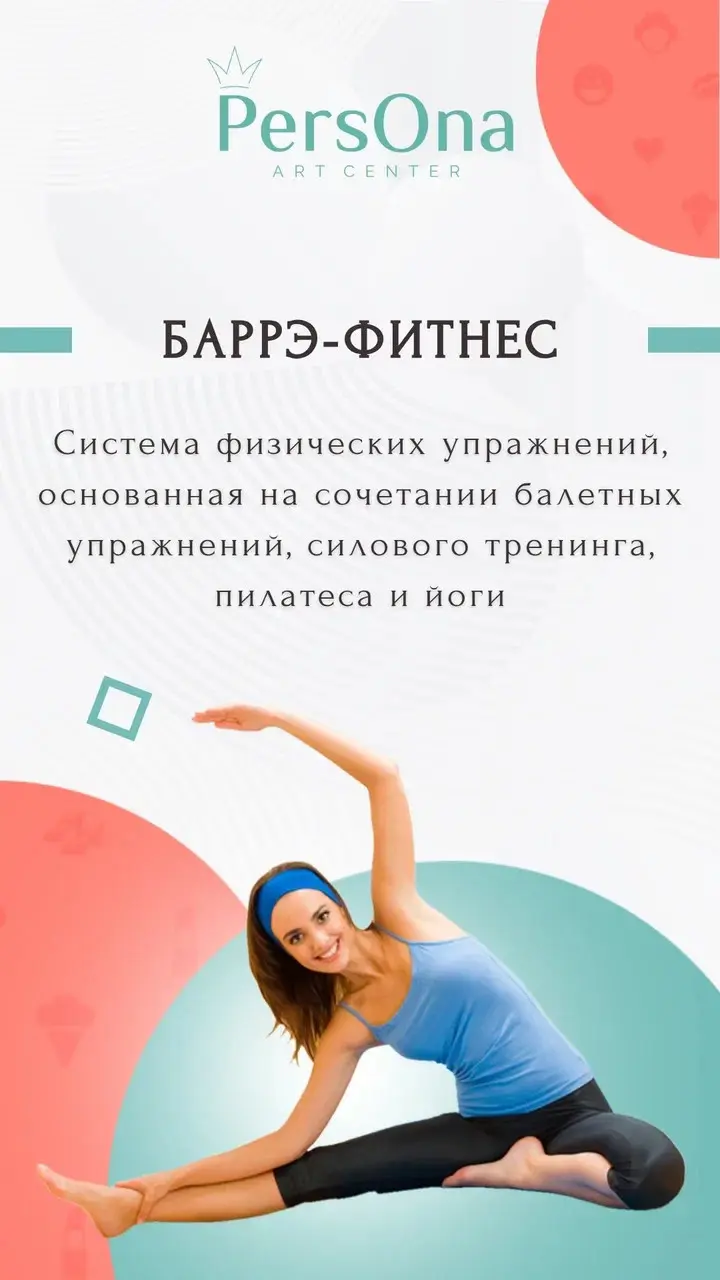 PersOna
ART CENTER
БАРРЭ-ФИТНЕС
Система физических упражнений,
основанная на сочетании балетных
упражнений, силового тренинга,
пилатеса и йоги